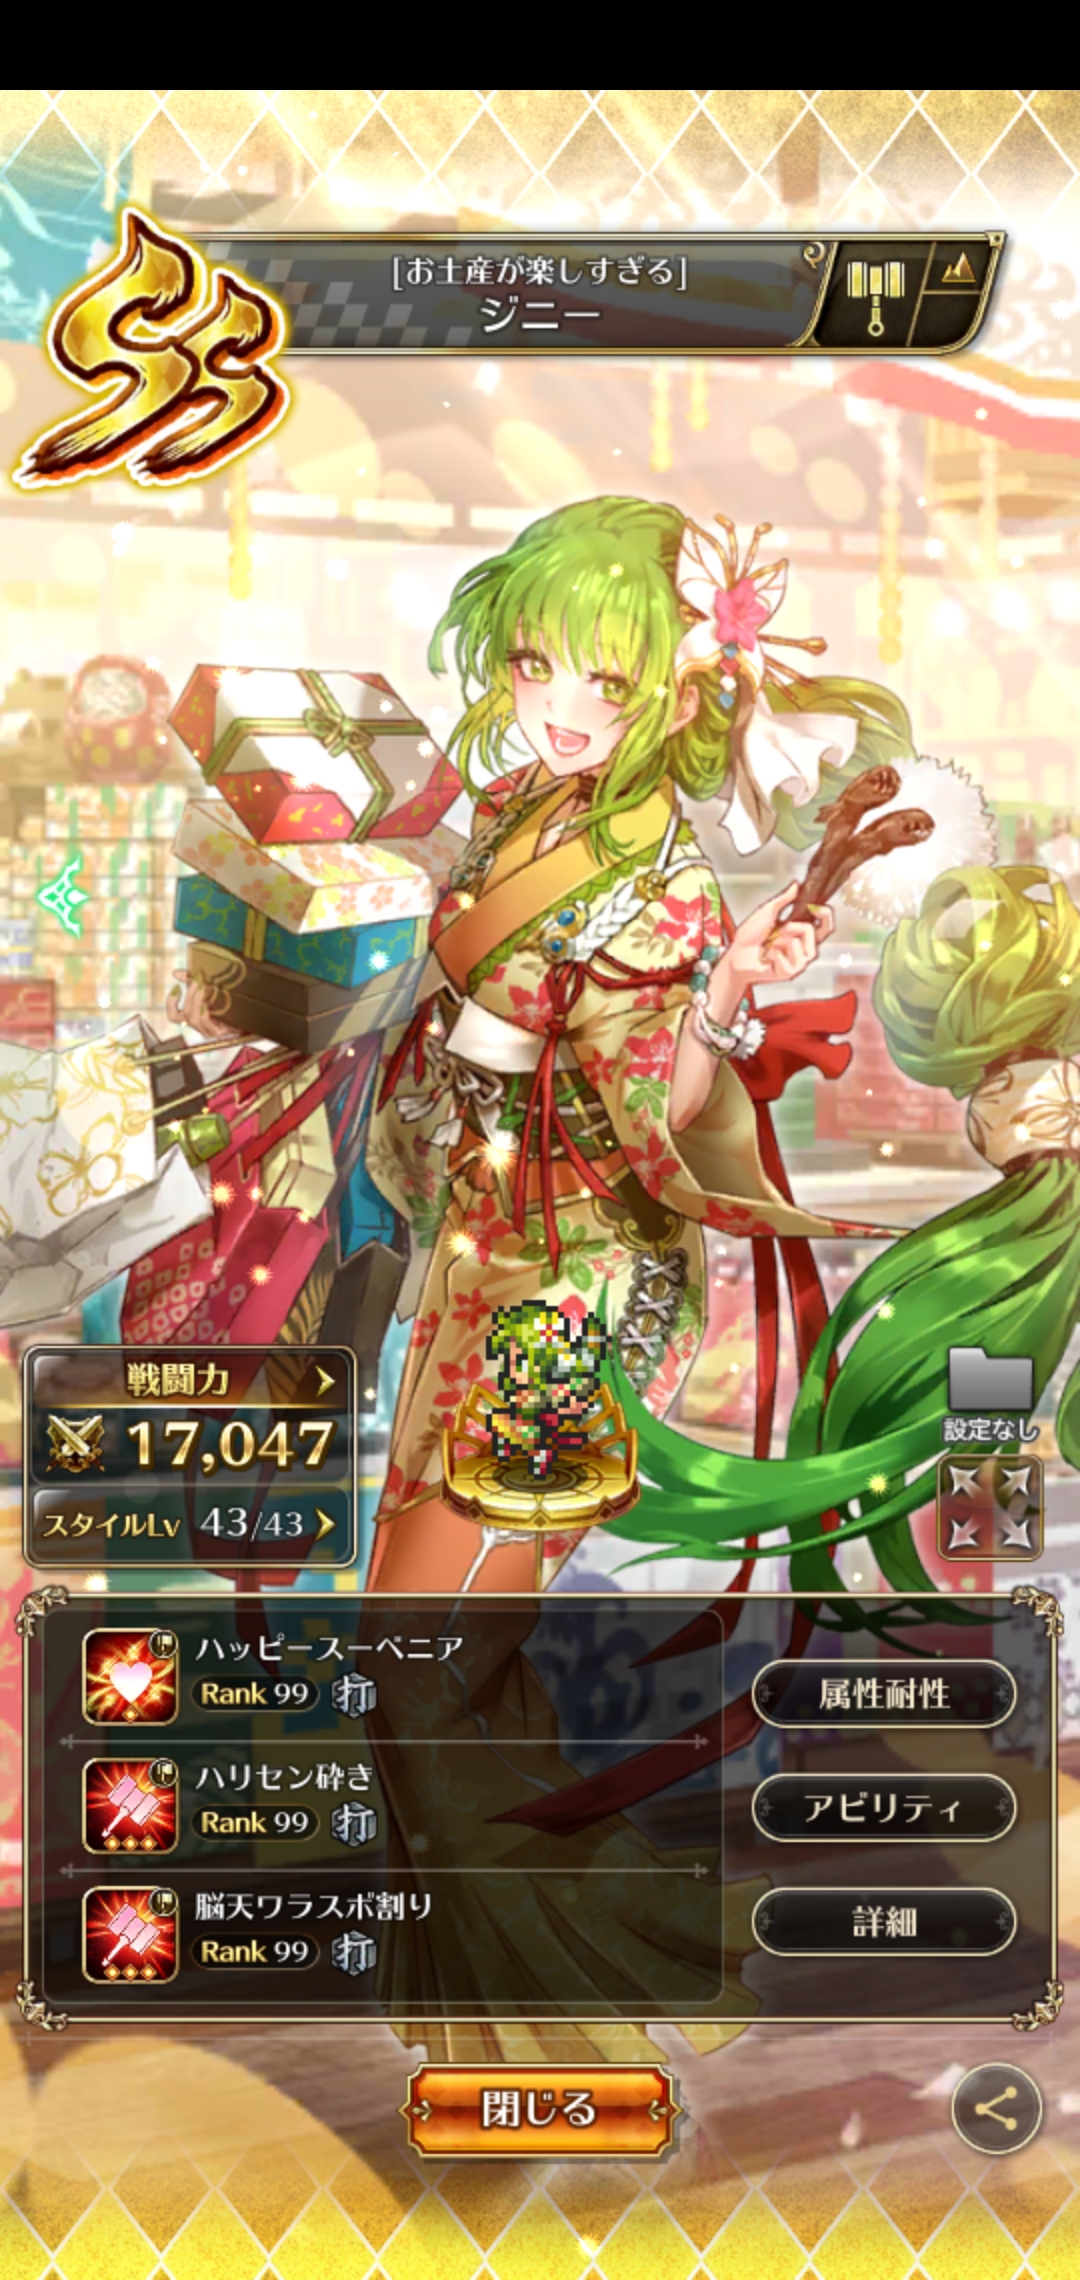 SS
[お土産が楽しすぎる]
ジニー
戦闘力
17,047
スタイルLv 43/43
設定なし
ハッピースーベニア
Rank 99 打
ハリセン砕き
Rank 99 打
脳天ワラスボ割り
Rank 99 打
属性耐性
アビリティ
詳細
閉じる